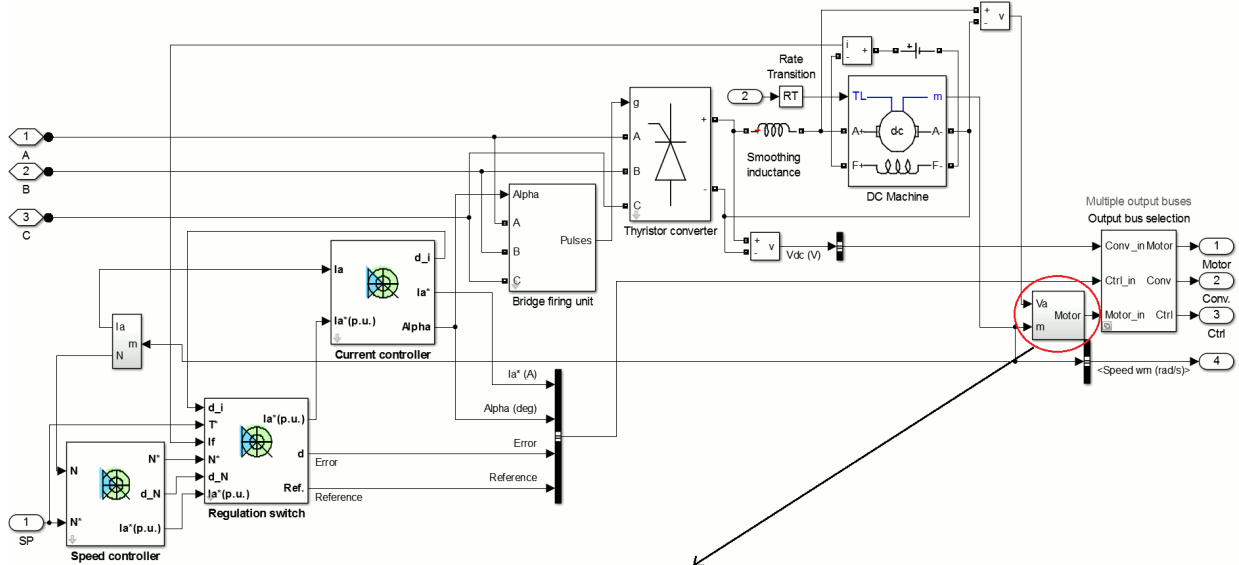 +
-
v
i
+
-
+
Rate
Transition
2
RT
TL
m
A+
dc
A-
F+
F-
DC Machine
Smoothing
inductance
g
A
B
C
+
-
Thyristor converter
1
A
2
B
3
C
Alpha
A
B
C
Pulses
Bridge firing unit
+
-
v
Vdc (V)
Multiple output buses
Output bus selection
Conv_in
Motor
Ctrl_in
Conv
Motor_in
Ctrl
1
Motor
2
Conv.
3
Ctrl
4
<Speed wm (rad/s)>
Va
m
Motor
Ia
Ia*(p.u.)
d_i
Ia*
Alpha
Current controller
Ia
N
m
Ia* (A)
Alpha (deg)
Error
Reference
d_i
T*
If
N*
d_N
Ia*(p.u.)
Ia*(p.u.)
d
Ref.
Error
Reference
Regulation switch
N
N*
N*
d_N
Ia*(p.u.)
Speed controller
1
SP